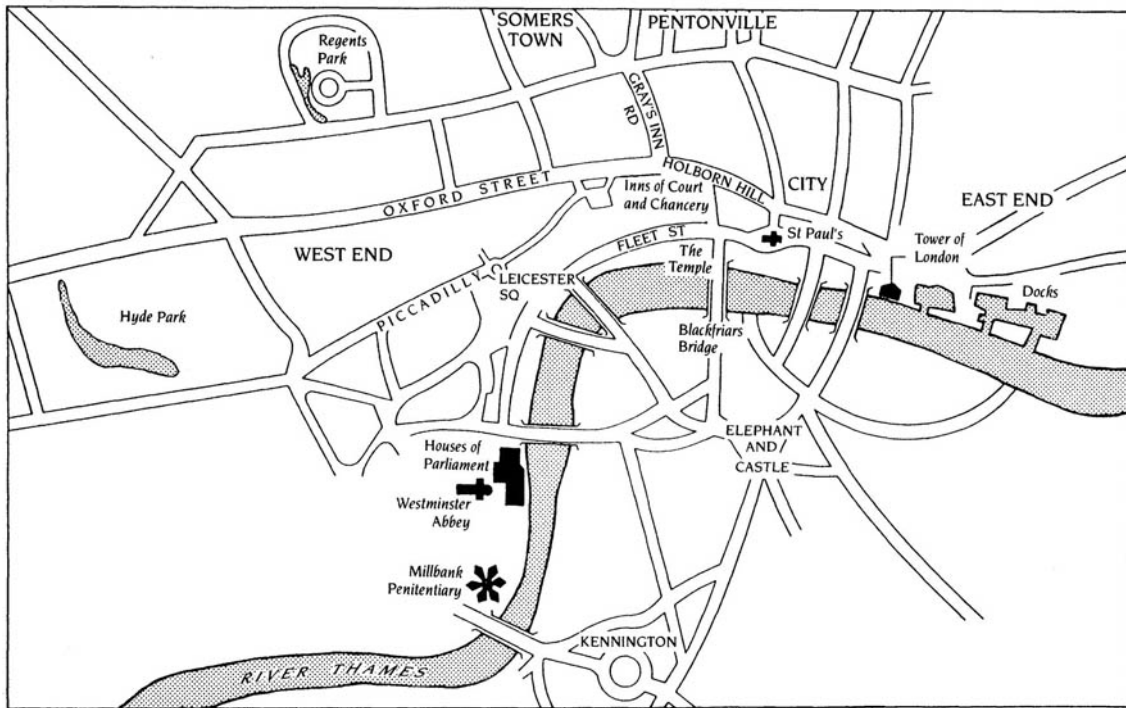 SOMERS
TOWN
PENTONVILLE
Regents
Park
GRAY'S INN
RD
HOLBORN HILL
CITY
EAST END
OXFORD STREET
Inns of Court
and Chancery
FLEET ST
St Paul's
Tower of
London
WEST END
The
Temple
Docks
PICCADILLY
LEICESTER
SQ
Hyde Park
Blackfriars
Bridge
ELEPHANT
AND
CASTLE
Houses of
Parliament
Westminster
Abbey
Millbank
Penitentiary
KENNINGTON
RIVER THAMES